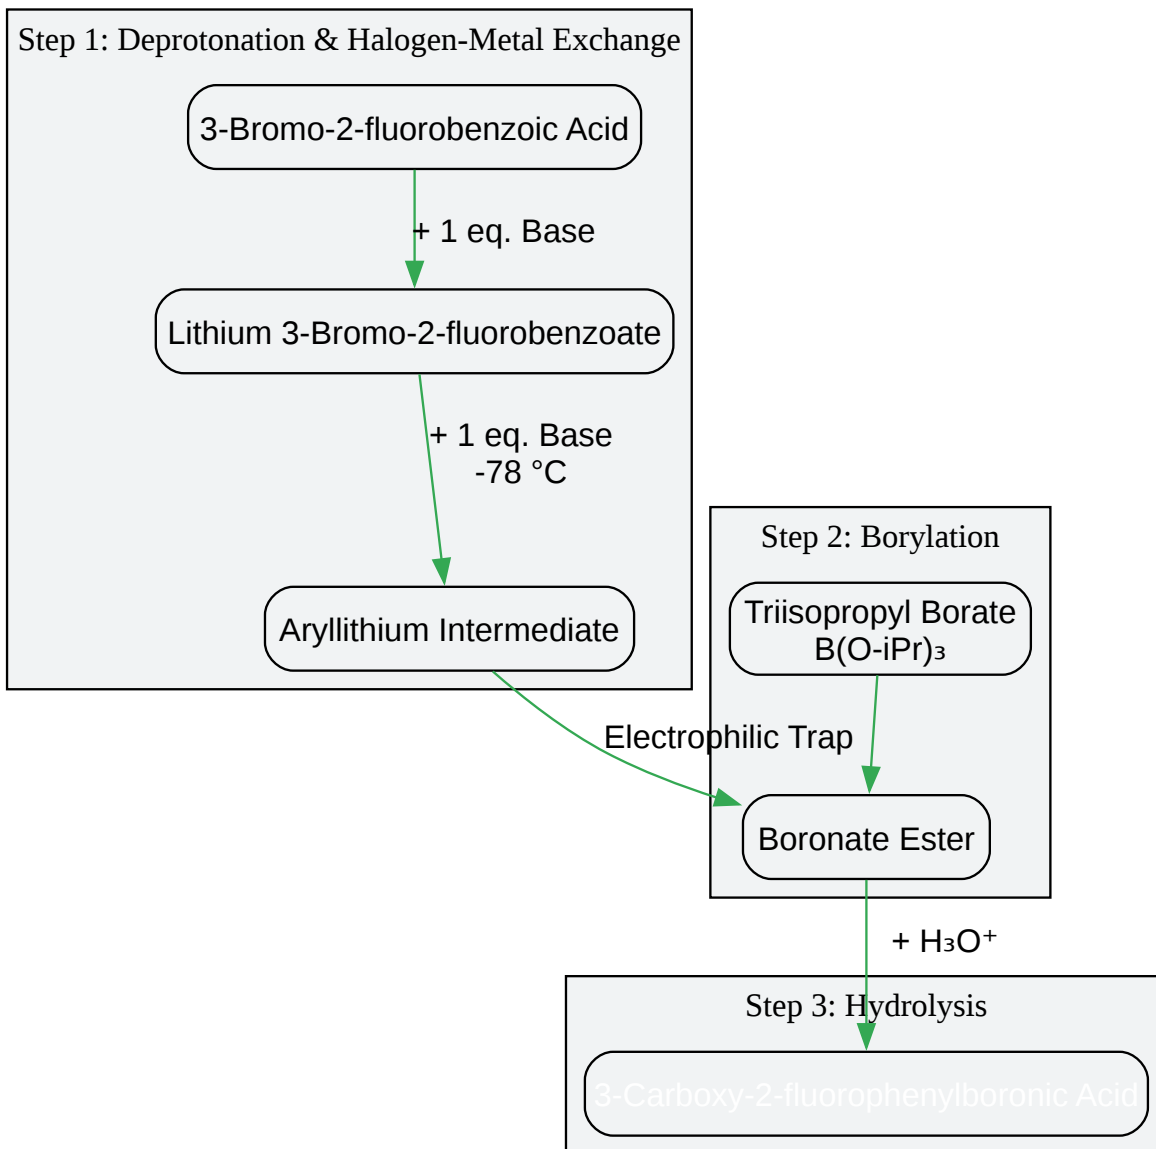 Step 1: Deprotonation & Halogen-Metal Exchange
3-Bromo-2-fluorobenzoic Acid
+ 1 eq. Base
Lithium 3-Bromo-2-fluorobenzoate
+ 1 eq. Base
-78 °C
Aryllithium Intermediate
Step 2: Borylation
Triisopropyl Borate
B(O-iPr)₃
Electrophilic Trap
Boronate Ester
+ H₃O⁺
Step 3: Hydrolysis
3-Carboxy-2-fluorophenylboronic Acid